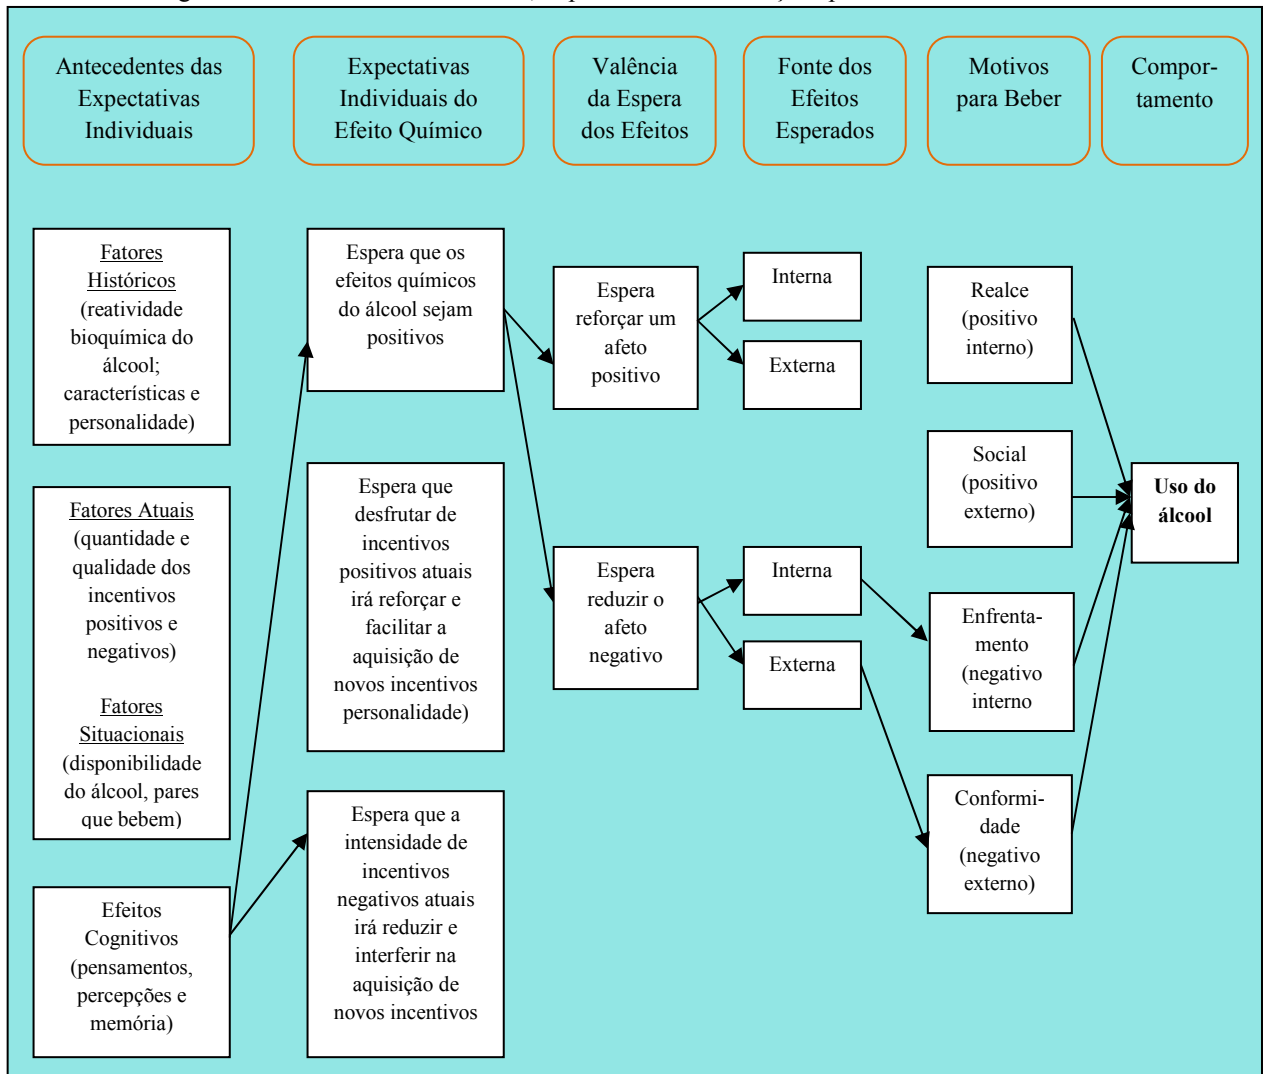 Antecedentes das
Expectativas
Individuais
Expectativas
Individuais do
Efeito Químico
Valência
da Espera
dos Efeitos
Fonte dos
Efeitos
Esperados
Motivos
para Beber
Compor-
tamento
Fatores
Históricos
(reatividade
bioquímica do
álcool;
características e
personalidade)
Fatores Atuais
(quantidade e
qualidade dos
incentivos
positivos e
negativos)
Fatores
Situacionais
(disponibilidade
do álcool, pares
que bebem)
Efeitos
Cognitivos
(pensamentos,
percepções e
memória)
Espera que os
efeitos químicos
do álcool sejam
positivos
Espera que
desfrutar de
incentivos
positivos atuais
irá reforçar e
facilitar a
aquisição de
novos incentivos
personalidade)
Espera que a
intensidade de
incentivos
negativos atuais
irá reduzir e
interferir na
aquisição de
novos incentivos
Espera
reforçar um
afeto
positivo
Espera
reduzir o
afeto
negativo
Interna
Externa
Interna
Externa
Realce
(positivo
interno)
Social
(positivo
externo)
Enfrenta-
mento
(negativo
interno
Conformi-
dade
(negativo
externo)
Uso do
álcool